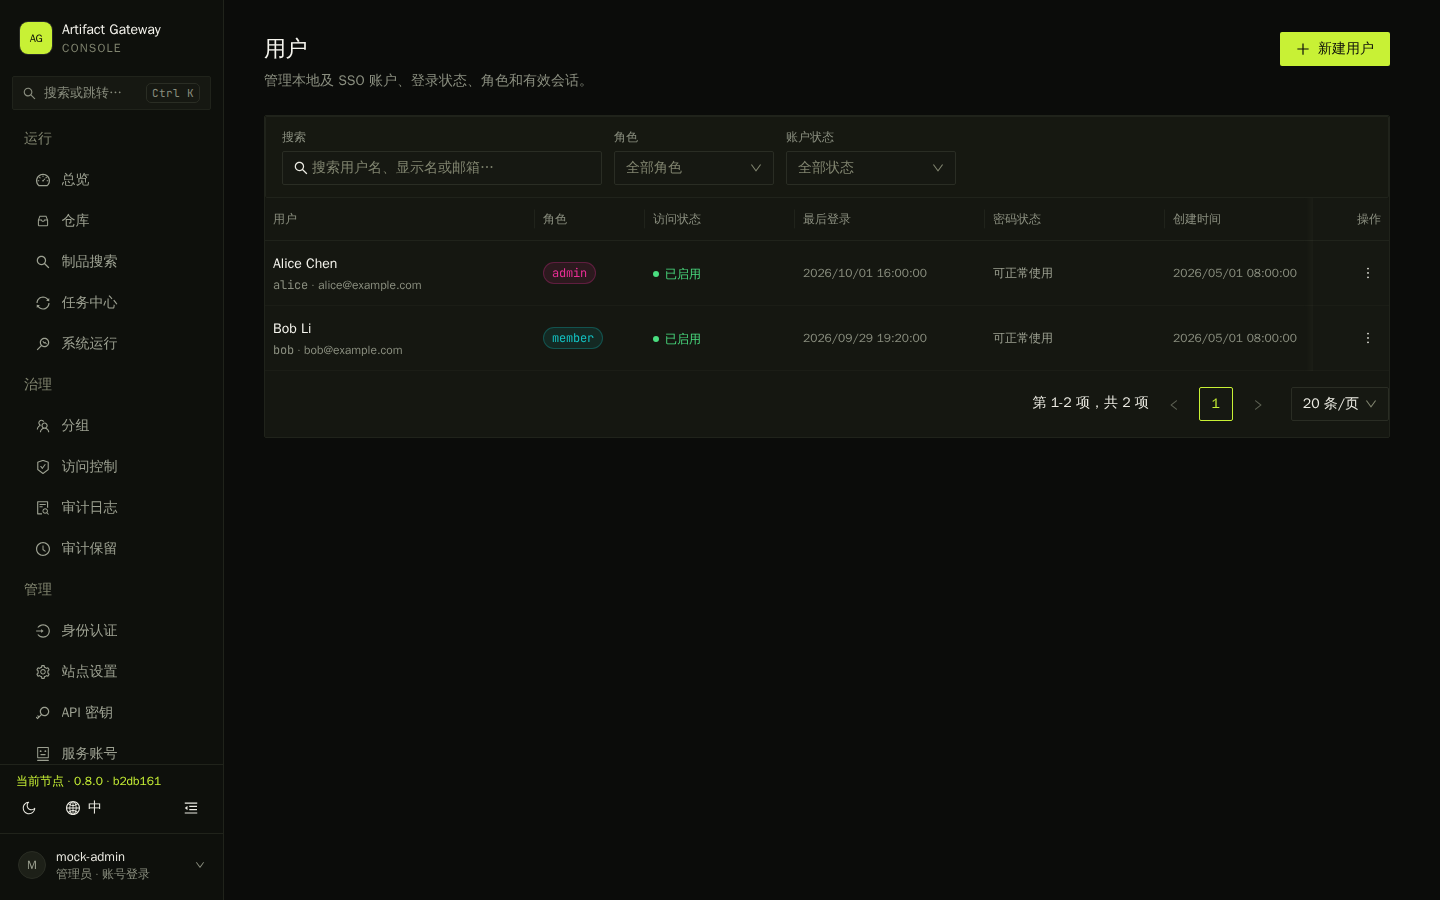 AG
Artifact Gateway
CONSOLE
搜索或跳转… Ctrl K
运行
总览
仓库
制品搜索
任务中心
系统运行
治理
分组
访问控制
审计日志
审计保留
管理
身份认证
站点设置
API 密钥
服务账号
当前节点 · 0.8.0 · b2db161
中
M
mock-admin
管理员 · 账号登录
用户
管理本地及 SSO 账户、登录状态、角色和有效会话。
新建用户
搜索 角色 账户状态
搜索用户名、显示名或邮箱… 全部角色 全部状态
用户 角色 访问状态 最后登录 密码状态 创建时间 操作
Alice Chen
alice · alice@example.com
admin 已启用 2026/10/01 16:00:00 可正常使用 2026/05/01 08:00:00
Bob Li
bob · bob@example.com
member 已启用 2026/09/29 19:20:00 可正常使用 2026/05/01 08:00:00
第 1-2 项，共 2 项 1 20 条/页